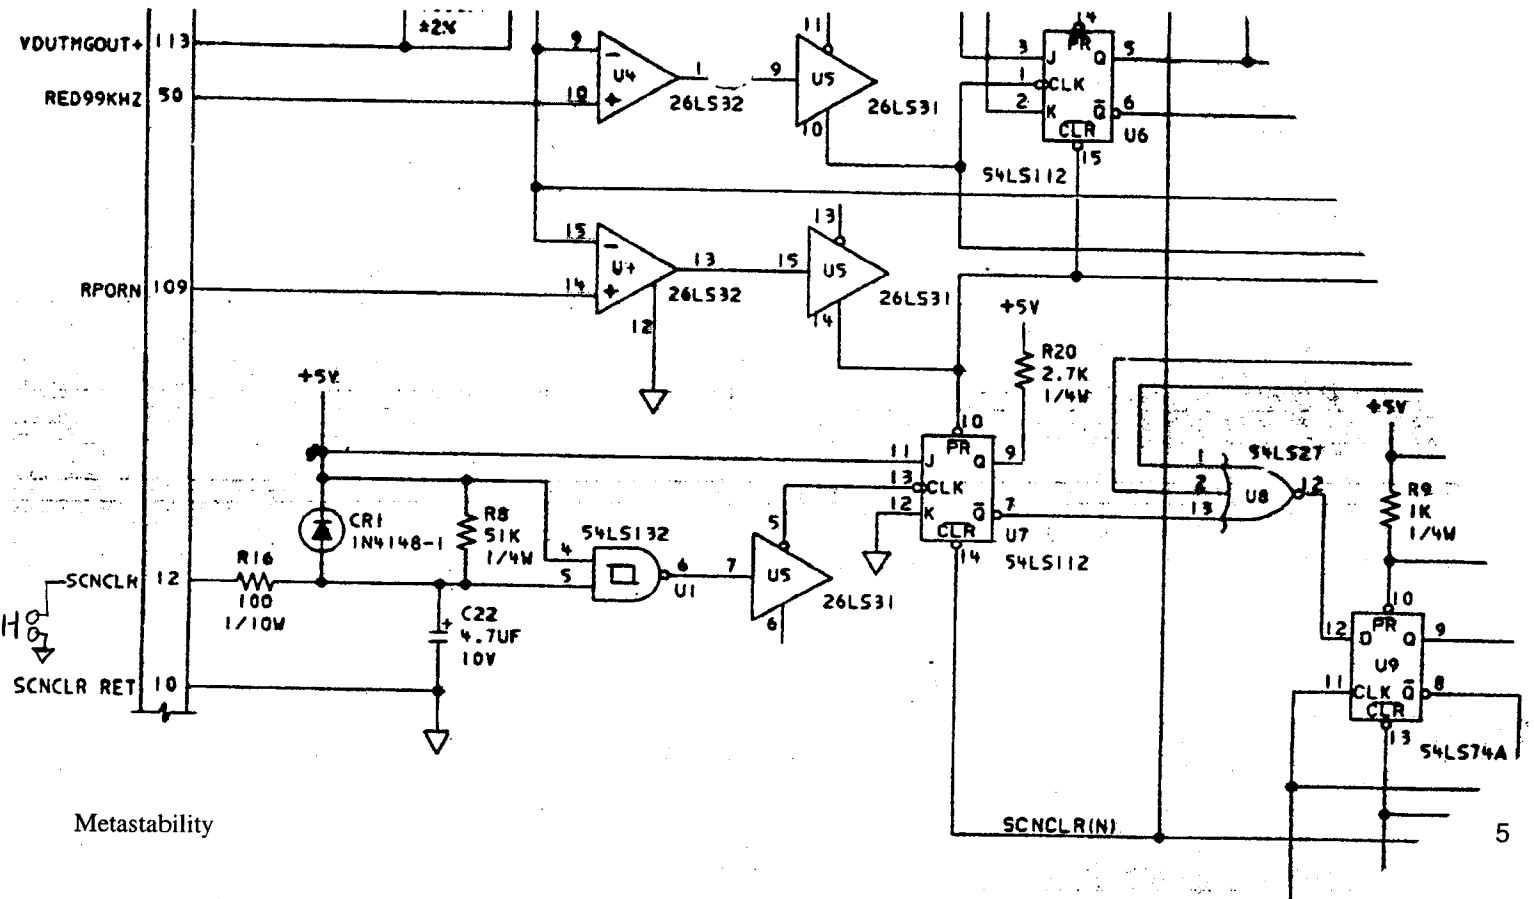 ±2%
VDUTMGOUT+ 113
RED99KHZ 50
9
10
U4
1
26LS32
9
11
U5
10
26LS31
4
3 J PR Q 5
1 CLK
2 K Q̅ 6
CLR
U6
15
54LS112
RPORN 109
15
14
U4
12
13
26LS32
15
13
U5
14
26LS31
+5V
R20
2.7K
1/4W
+5V
CR1
1N4148-1
R8
51K
1/4W
54LS132
4
5
6
U1
7
5
U5
6
26LS31
10
11 J PR Q 9
13 CLK
12 K Q̅ 7
CLR
U7
14
54LS112
54LS27
1
2
13
U8
12
+5V
R9
1K
1/4W
SCNCLR 12
R16
100
1/10W
H
C22
+
4.7UF
10V
SCNCLR RET 10
10
12 D PR Q 9
U9
11 CLK Q̅ 8
CLR
13
54LS74A
SCNCLR(N)
Metastability
5